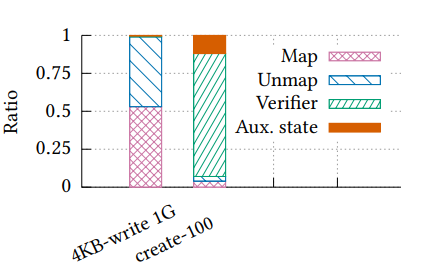 1
0.75
0.5
0.25
0
Ratio
Map
Unmap
Verifier
Aux. state
4KB-write 1G
create-100